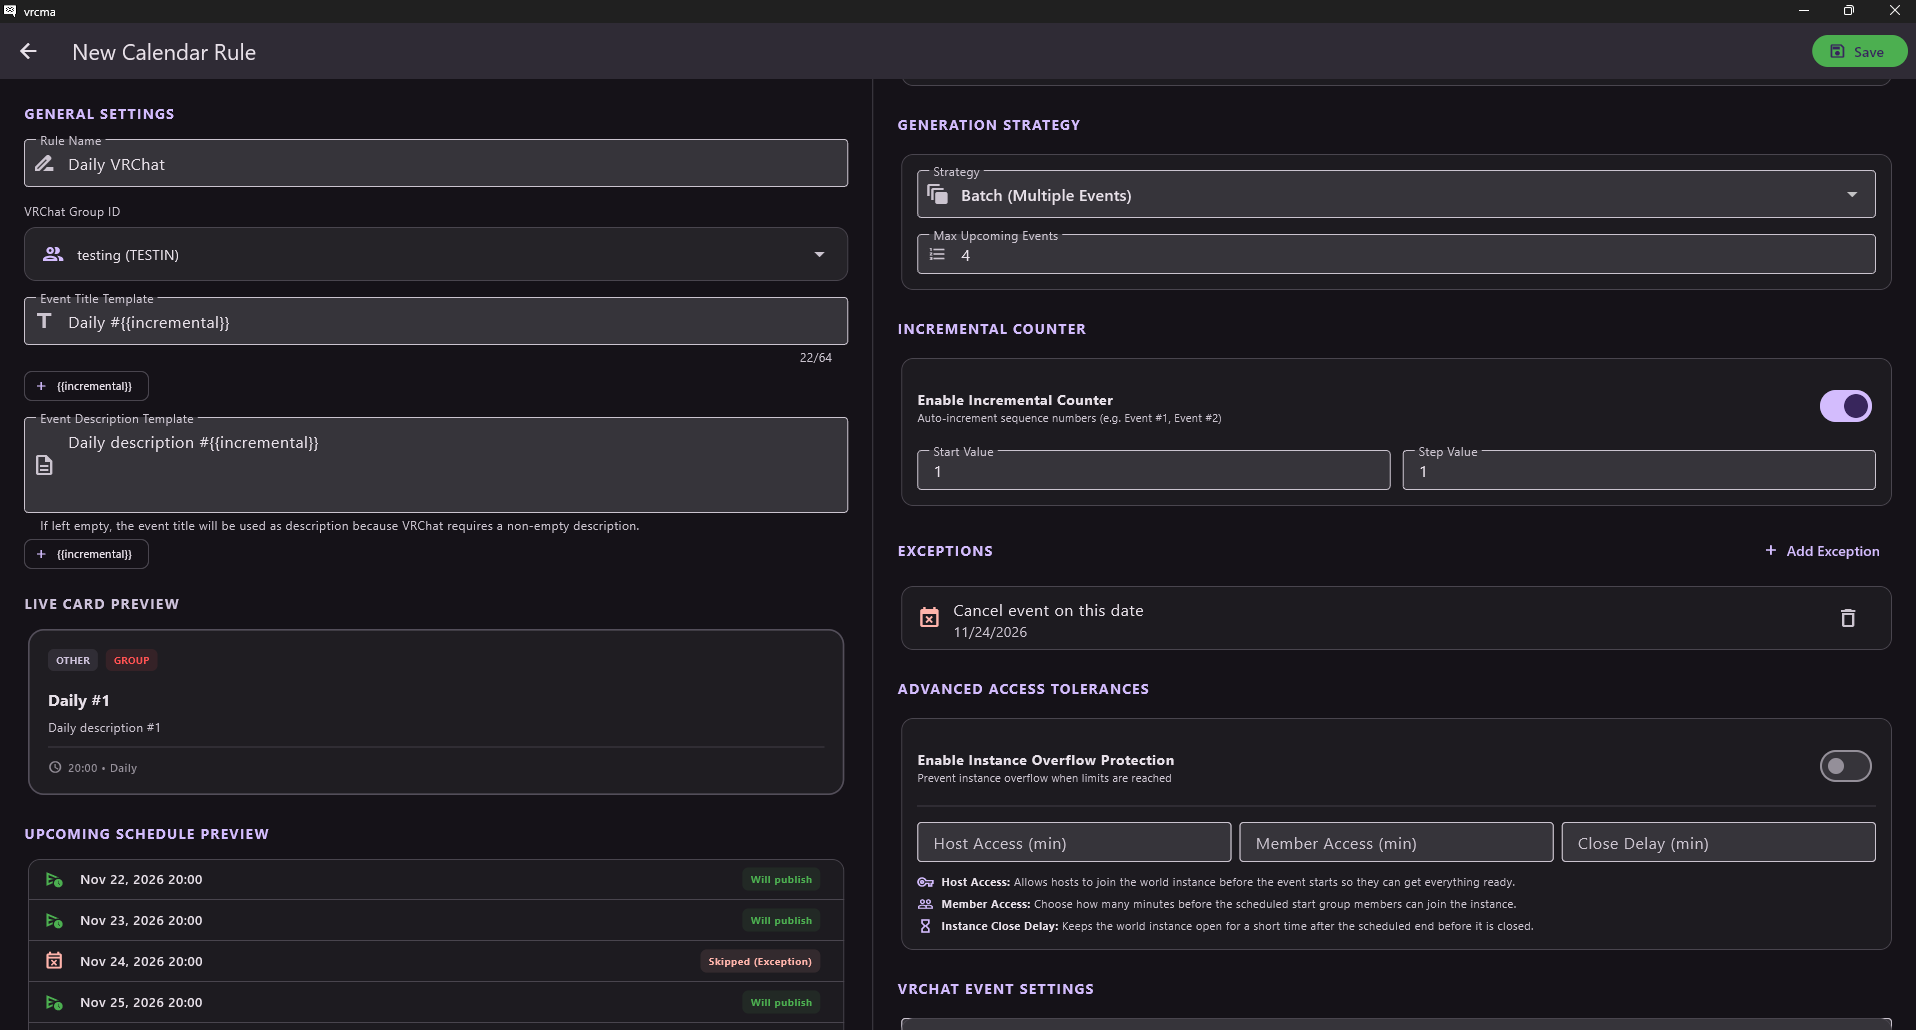 vrcma
New Calendar Rule
Save
GENERAL SETTINGS
Rule Name
Daily VRChat
VRChat Group ID
testing (TESTIN)
Event Title Template
Daily #{{incremental}}
22/64
+ {{incremental}}
Event Description Template
Daily description #{{incremental}}
If left empty, the event title will be used as description because VRChat requires a non-empty description.
+ {{incremental}}
LIVE CARD PREVIEW
OTHER GROUP
Daily #1
Daily description #1
20:00 • Daily
UPCOMING SCHEDULE PREVIEW
Nov 22, 2026 20:00 Will publish
Nov 23, 2026 20:00 Will publish
Nov 24, 2026 20:00 Skipped (Exception)
Nov 25, 2026 20:00 Will publish
GENERATION STRATEGY
Strategy
Batch (Multiple Events)
Max Upcoming Events
4
INCREMENTAL COUNTER
Enable Incremental Counter
Auto-increment sequence numbers (e.g. Event #1, Event #2)
Start Value
1
Step Value
1
EXCEPTIONS
+ Add Exception
Cancel event on this date
11/24/2026
ADVANCED ACCESS TOLERANCES
Enable Instance Overflow Protection
Prevent instance overflow when limits are reached
Host Access (min)
Member Access (min)
Close Delay (min)
Host Access: Allows hosts to join the world instance before the event starts so they can get everything ready.
Member Access: Choose how many minutes before the scheduled start group members can join the instance.
Instance Close Delay: Keeps the world instance open for a short time after the scheduled end before it is closed.
VRCHAT EVENT SETTINGS